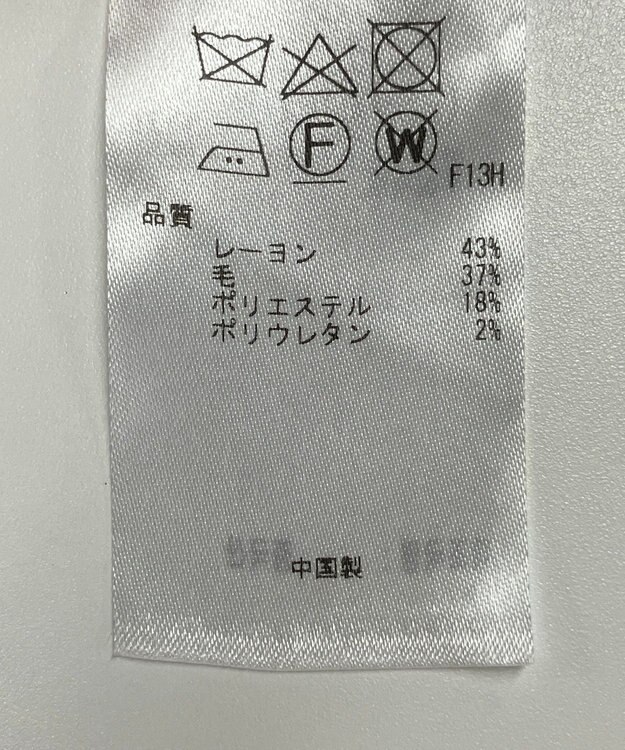 F W F13H
品質
レーヨン 43%
毛 37%
ポリエステル 18%
ポリウレタン 2%
中国製